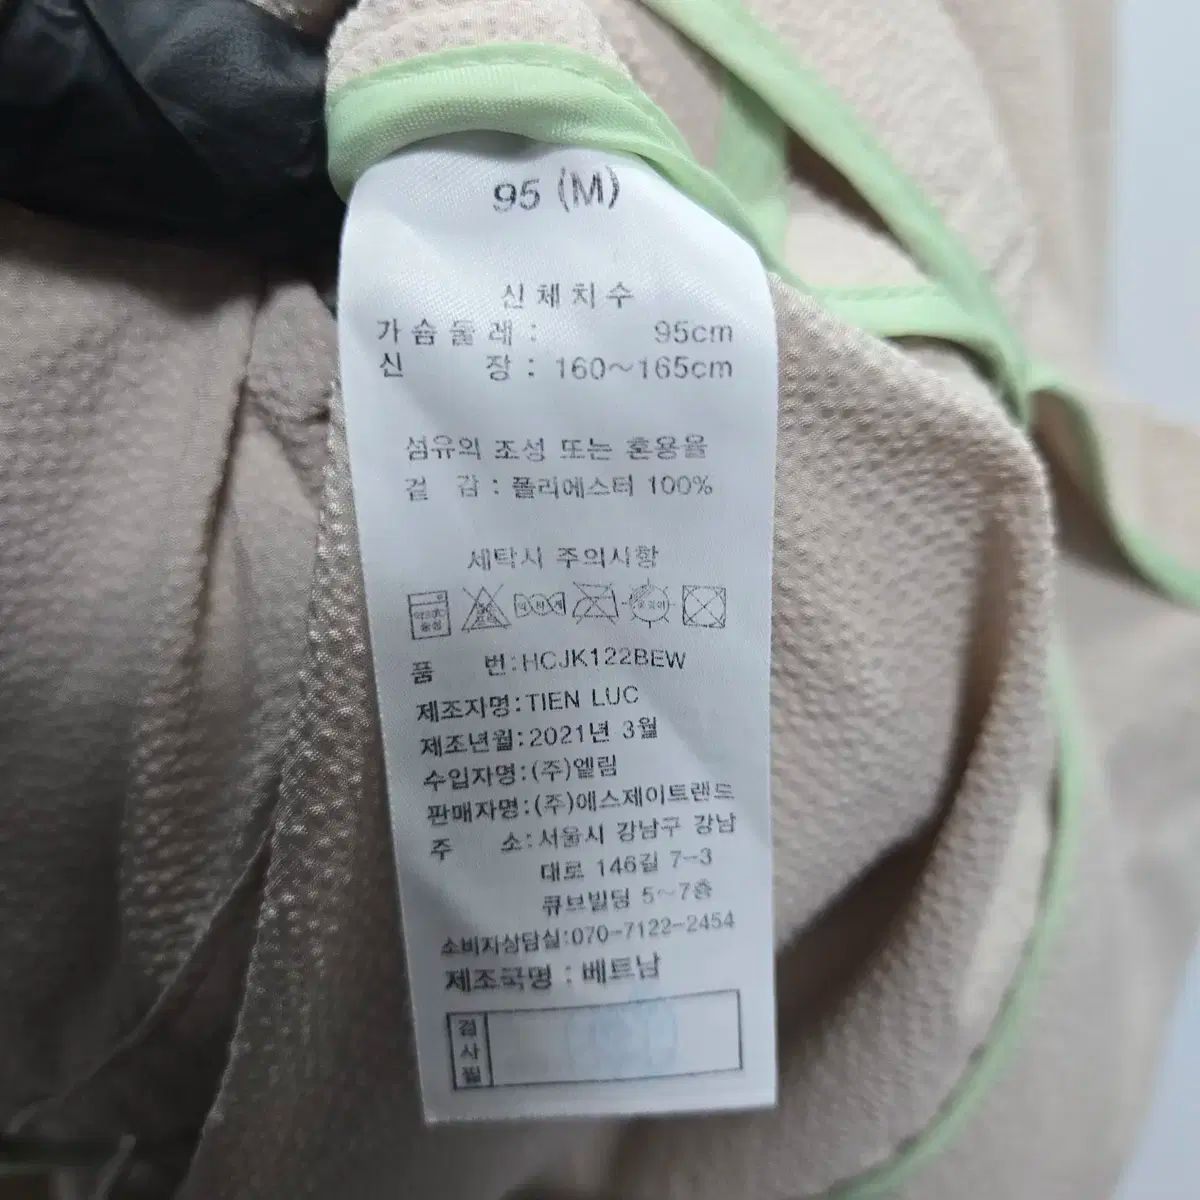 95 (M)
신체치수
가슴둘레 : 95cm
신 장 : 160~165cm
섬유의 조성 또는 혼용율
겉 감 : 폴리에스터 100%
세탁시 주의사항
품 번:HCJK122BEW
제조자명:TIEN LUC
제조년월:2021년 3월
수입자명:(주)엘림
판매자명:(주)에스제이트랜드
주 소:서울시 강남구 강남
대로 146길 7-3
큐브빌딩 5~7층
소비자상담실:070-7122-2454
제조국명 : 베트남
검사필